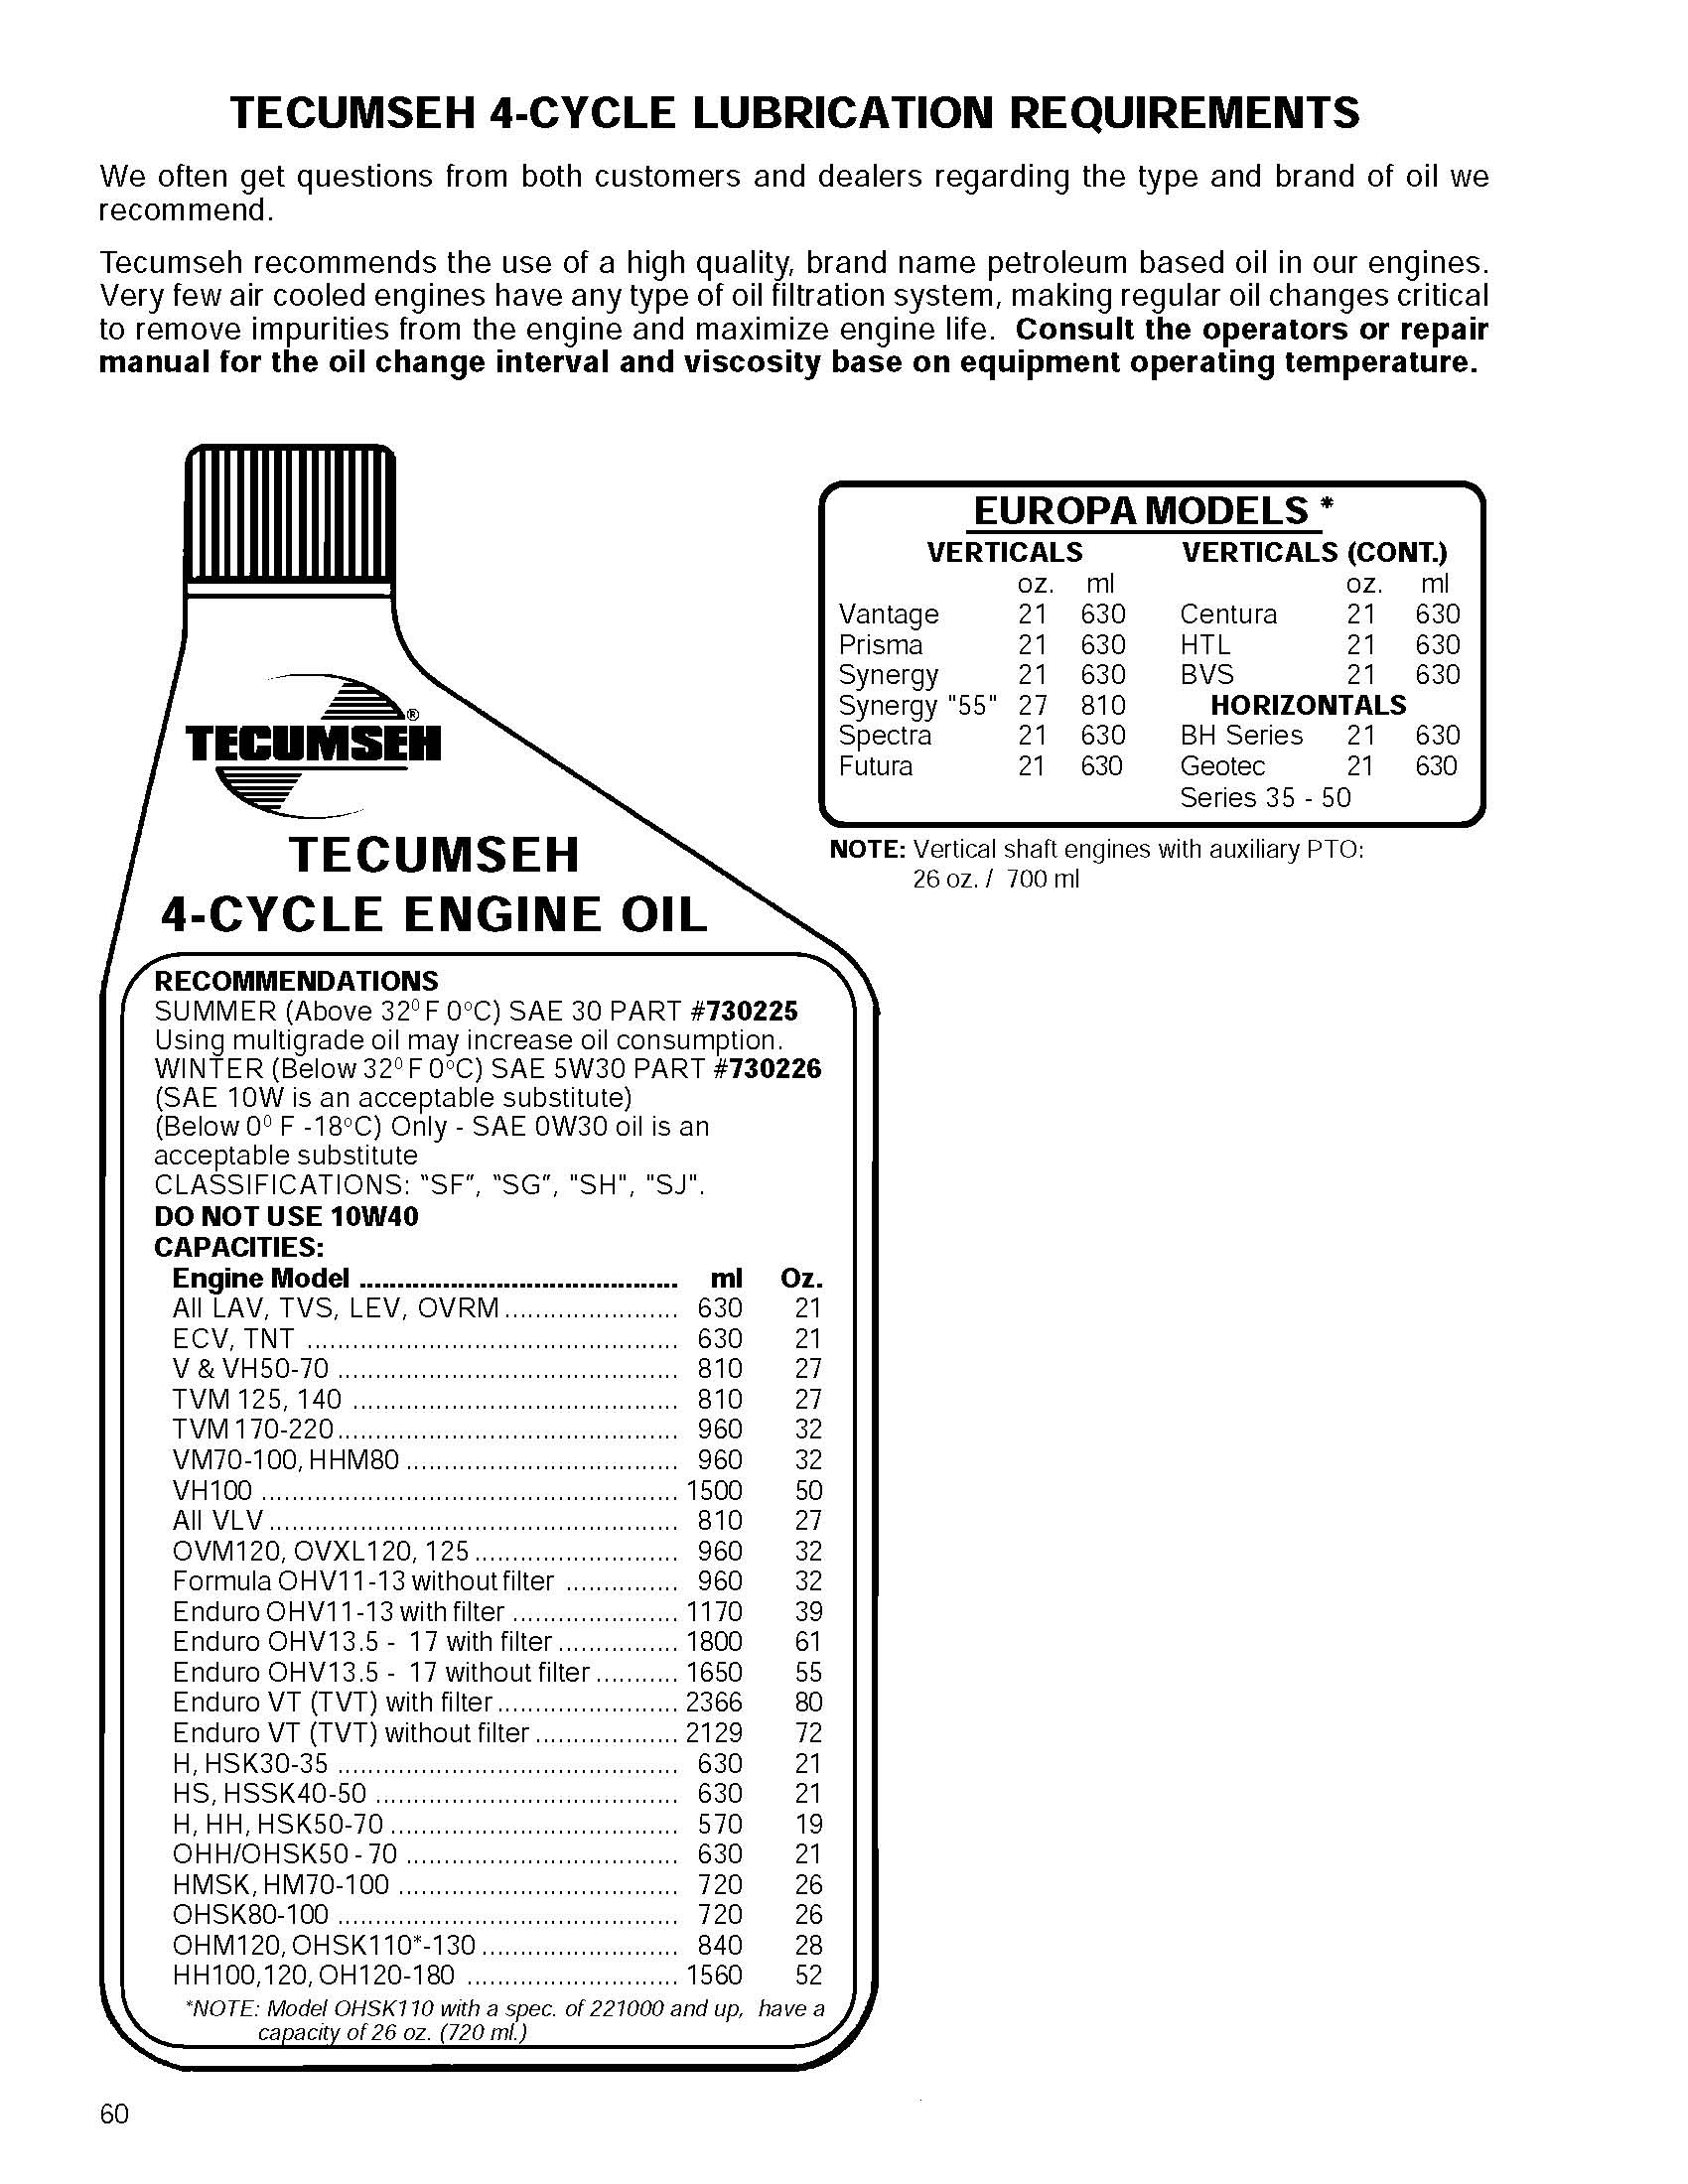 TECUMSEH 4-CYCLE LUBRICATION REQUIREMENTS
We often get questions from both customers and dealers regarding the type and brand of oil we
recommend.
Tecumseh recommends the use of a high quality, brand name petroleum based oil in our engines.
Very few air cooled engines have any type of oil filtration system, making regular oil changes critical
to remove impurities from the engine and maximize engine life. Consult the operators or repair
manual for the oil change interval and viscosity base on equipment operating temperature.
TECUMSEH®
TECUMSEH
4-CYCLE ENGINE OIL
RECOMMENDATIONS
SUMMER (Above 32⁰ F 0°C) SAE 30 PART #730225
Using multigrade oil may increase oil consumption.
WINTER (Below 32⁰ F 0°C) SAE 5W30 PART #730226
(SAE 10W is an acceptable substitute)
(Below 0⁰ F -18°C) Only - SAE 0W30 oil is an
acceptable substitute
CLASSIFICATIONS: “SF”, “SG”, "SH", "SJ".
DO NOT USE 10W40
CAPACITIES:
Engine Model .......................................... ml Oz.
All LAV, TVS, LEV, OVRM....................... 630 21
ECV, TNT ................................................. 630 21
V & VH50-70 ............................................. 810 27
TVM 125, 140 ........................................... 810 27
TVM 170-220............................................. 960 32
VM70-100, HHM80 .................................... 960 32
VH100 ....................................................... 1500 50
All VLV...................................................... 810 27
OVM120, OVXL120, 125 ........................... 960 32
Formula OHV11-13 without filter ............... 960 32
Enduro OHV11-13 with filter ...................... 1170 39
Enduro OHV13.5 - 17 with filter ................ 1800 61
Enduro OHV13.5 - 17 without filter ........... 1650 55
Enduro VT (TVT) with filter ........................ 2366 80
Enduro VT (TVT) without filter ................... 2129 72
H, HSK30-35 ............................................. 630 21
HS, HSSK40-50 ........................................ 630 21
H, HH, HSK50-70 ...................................... 570 19
OHH/OHSK50 - 70 .................................... 630 21
HMSK, HM70-100 ..................................... 720 26
OHSK80-100 ............................................. 720 26
OHM120, OHSK110*-130 .......................... 840 28
HH100,120, OH120-180 ............................ 1560 52
*NOTE: Model OHSK110 with a spec. of 221000 and up, have a
capacity of 26 oz. (720 ml.)
EUROPA MODELS *
VERTICALS
oz. ml
Vantage 21 630
Prisma 21 630
Synergy 21 630
Synergy "55" 27 810
Spectra 21 630
Futura 21 630
VERTICALS (CONT.)
oz. ml
Centura 21 630
HTL 21 630
BVS 21 630
HORIZONTALS
BH Series 21 630
Geotec 21 630
Series 35 - 50
NOTE: Vertical shaft engines with auxiliary PTO:
26 oz. / 700 ml
60